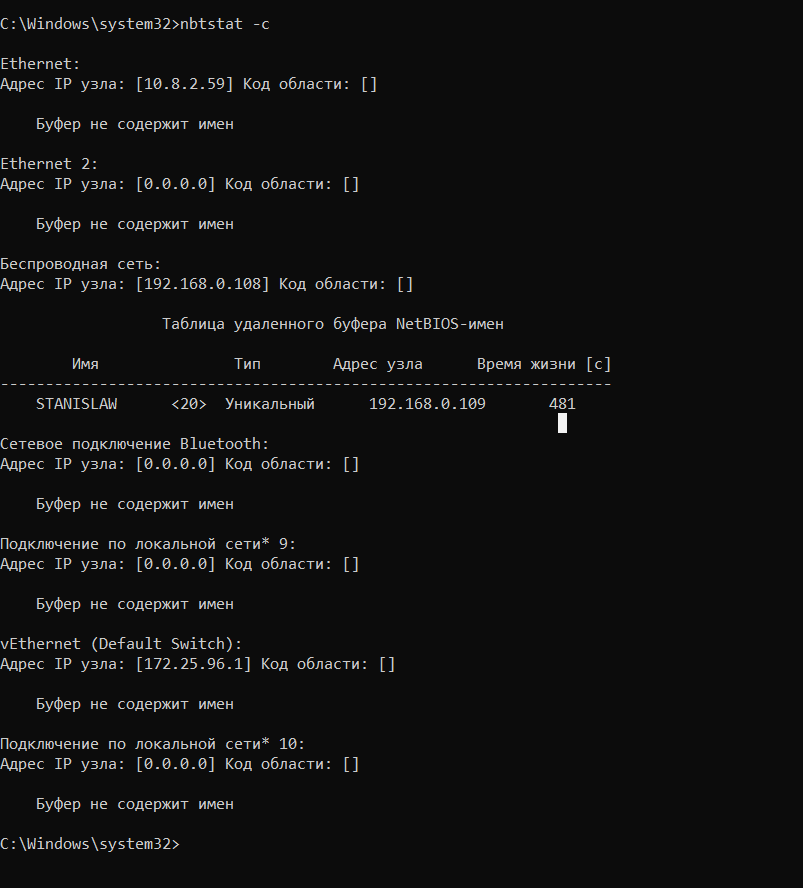 C:\Windows\system32>nbtstat -c
Ethernet:
Адрес IP узла: [10.8.2.59] Код области: []
Буфер не содержит имен
Ethernet 2:
Адрес IP узла: [0.0.0.0] Код области: []
Буфер не содержит имен
Беспроводная сеть:
Адрес IP узла: [192.168.0.108] Код области: []
Таблица удаленного буфера NetBIOS-имен
Имя Тип Адрес узла Время жизни [с]
--------------------------------------------------------------------
STANISLAW <20> Уникальный 192.168.0.109 481
Сетевое подключение Bluetooth:
Адрес IP узла: [0.0.0.0] Код области: []
Буфер не содержит имен
Подключение по локальной сети* 9:
Адрес IP узла: [0.0.0.0] Код области: []
Буфер не содержит имен
vEthernet (Default Switch):
Адрес IP узла: [172.25.96.1] Код области: []
Буфер не содержит имен
Подключение по локальной сети* 10:
Адрес IP узла: [0.0.0.0] Код области: []
Буфер не содержит имен
C:\Windows\system32>